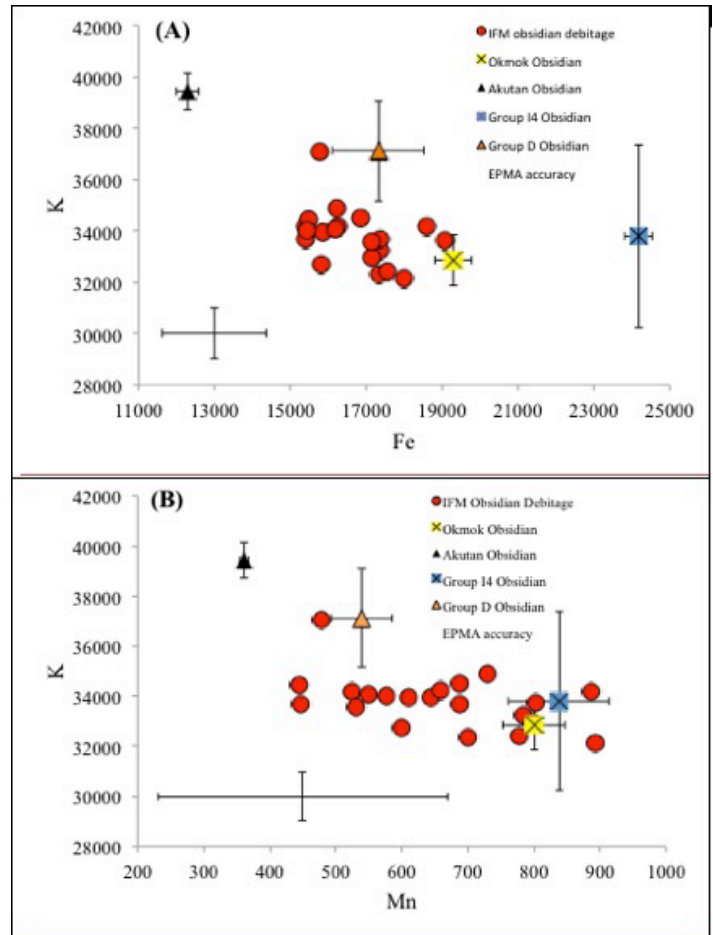 (A)
IFM obsidian debitage
Okmok Obsidian
Akutan Obsidian
Group I4 Obsidian
Group D Obsidian
EPMA accuracy
42000
40000
38000
36000
34000
32000
30000
28000
K
11000 13000 15000 17000 19000 21000 23000 25000
Fe
(B)
IFM Obsidian Debitage
Okmok Obsidian
Akutan Obsidian
Group I4 Obsidian
Group D Obsidian
EPMA accuracy
42000
40000
38000
36000
34000
32000
30000
28000
K
200 300 400 500 600 700 800 900 1000
Mn